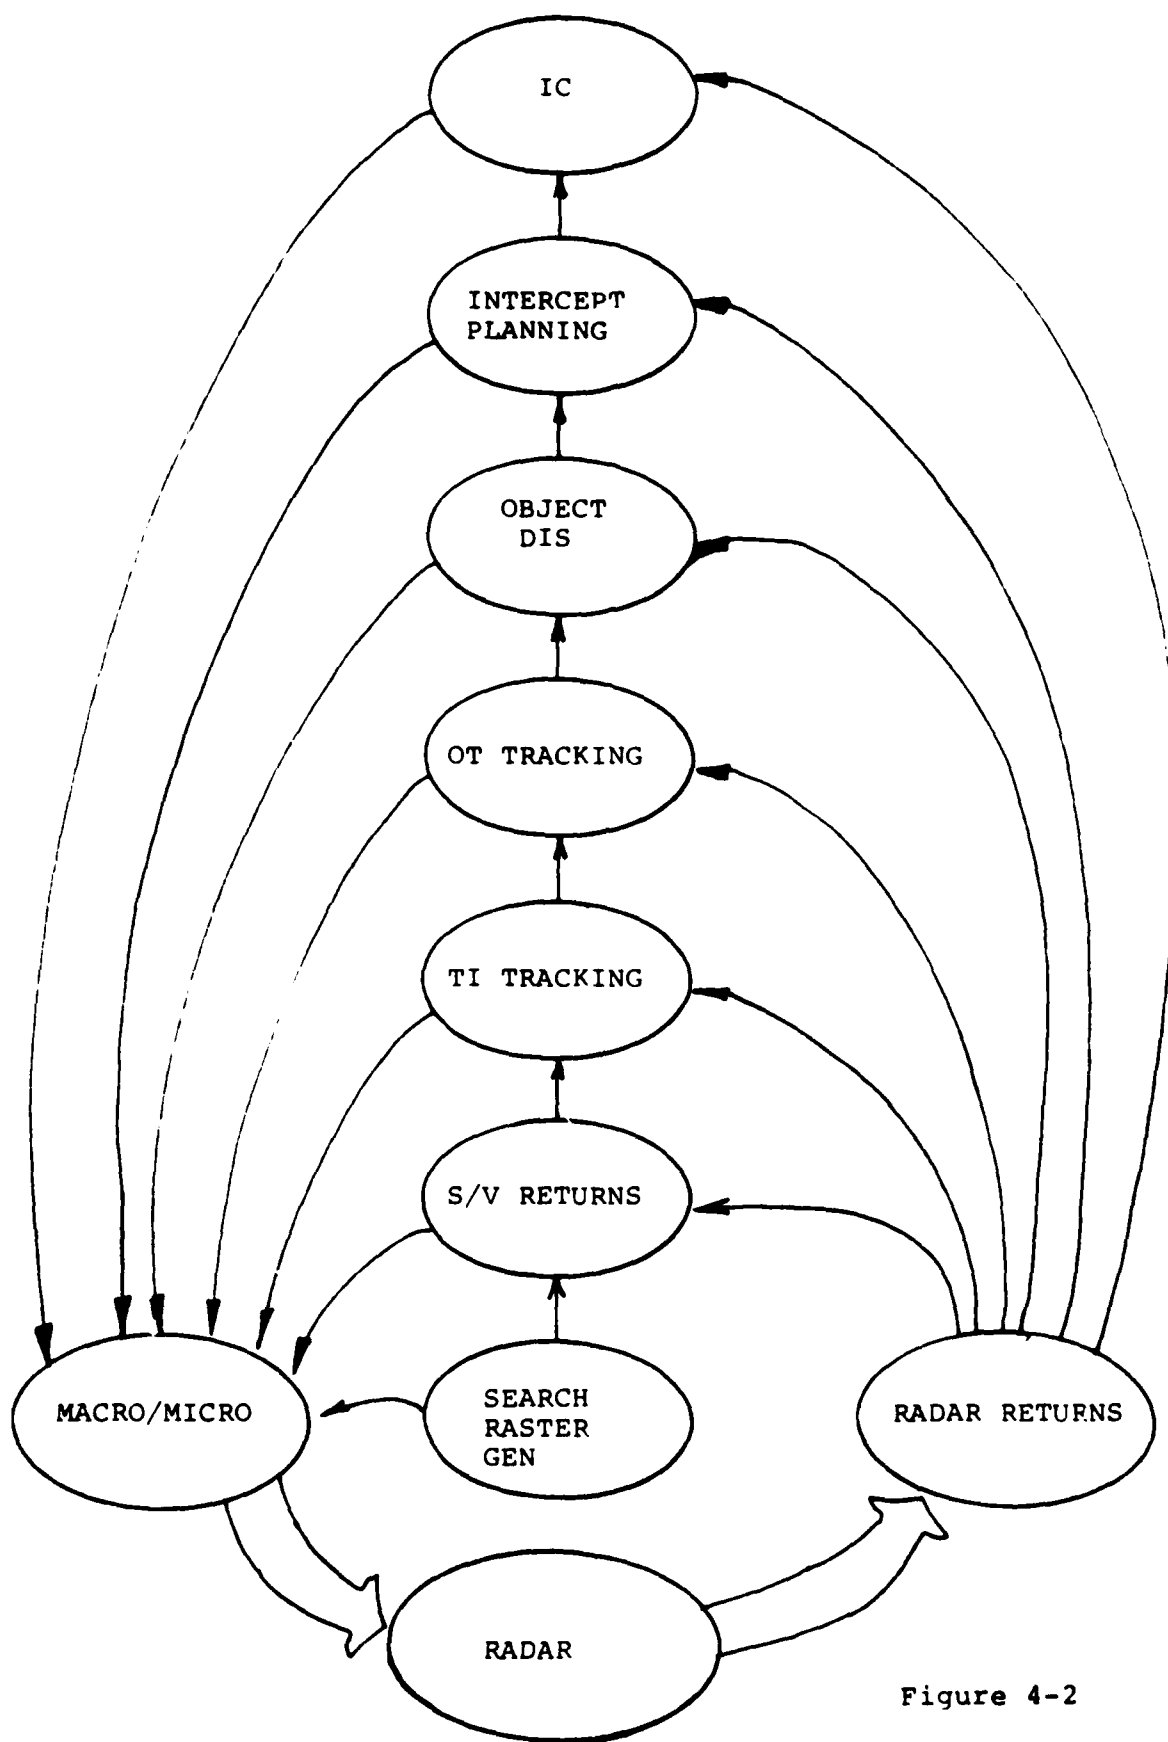 IC
INTERCEPT
PLANNING
OBJECT
DIS
OT TRACKING
TI TRACKING
S/V RETURNS
MACRO/MICRO
SEARCH
RASTER
GEN
RADAR RETURNS
RADAR
Figure 4-2